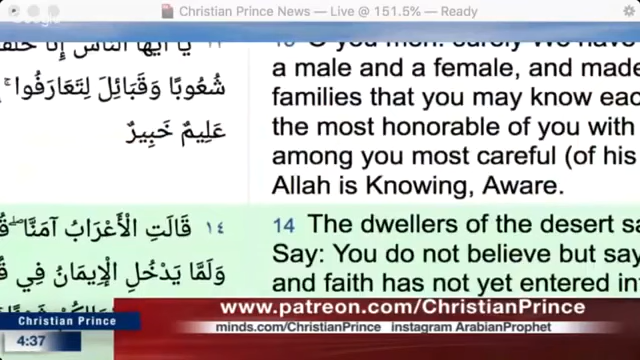 Christian Prince News — Live @ 151.5% — Ready
a male and a female, and made
families that you may know eac
the most honorable of you with
among you most careful (of his
Allah is Knowing, Aware.
شُعُوبًا وَقَبَائِلَ لِتَعَارَفُوا
عَلِيمٌ خَبِيرٌ
14 The dwellers of the desert sa
Say: You do not believe but say
and faith has not yet entered in
١٤ قَالَتِ الْأَعْرَابُ آمَنَّا
وَلَمَّا يَدْخُلِ الْإِيمَانُ فِي
www.patreon.com/ChristianPrince
minds.com/ChristianPrince instagram ArabianProphet
Christian Prince
4:37